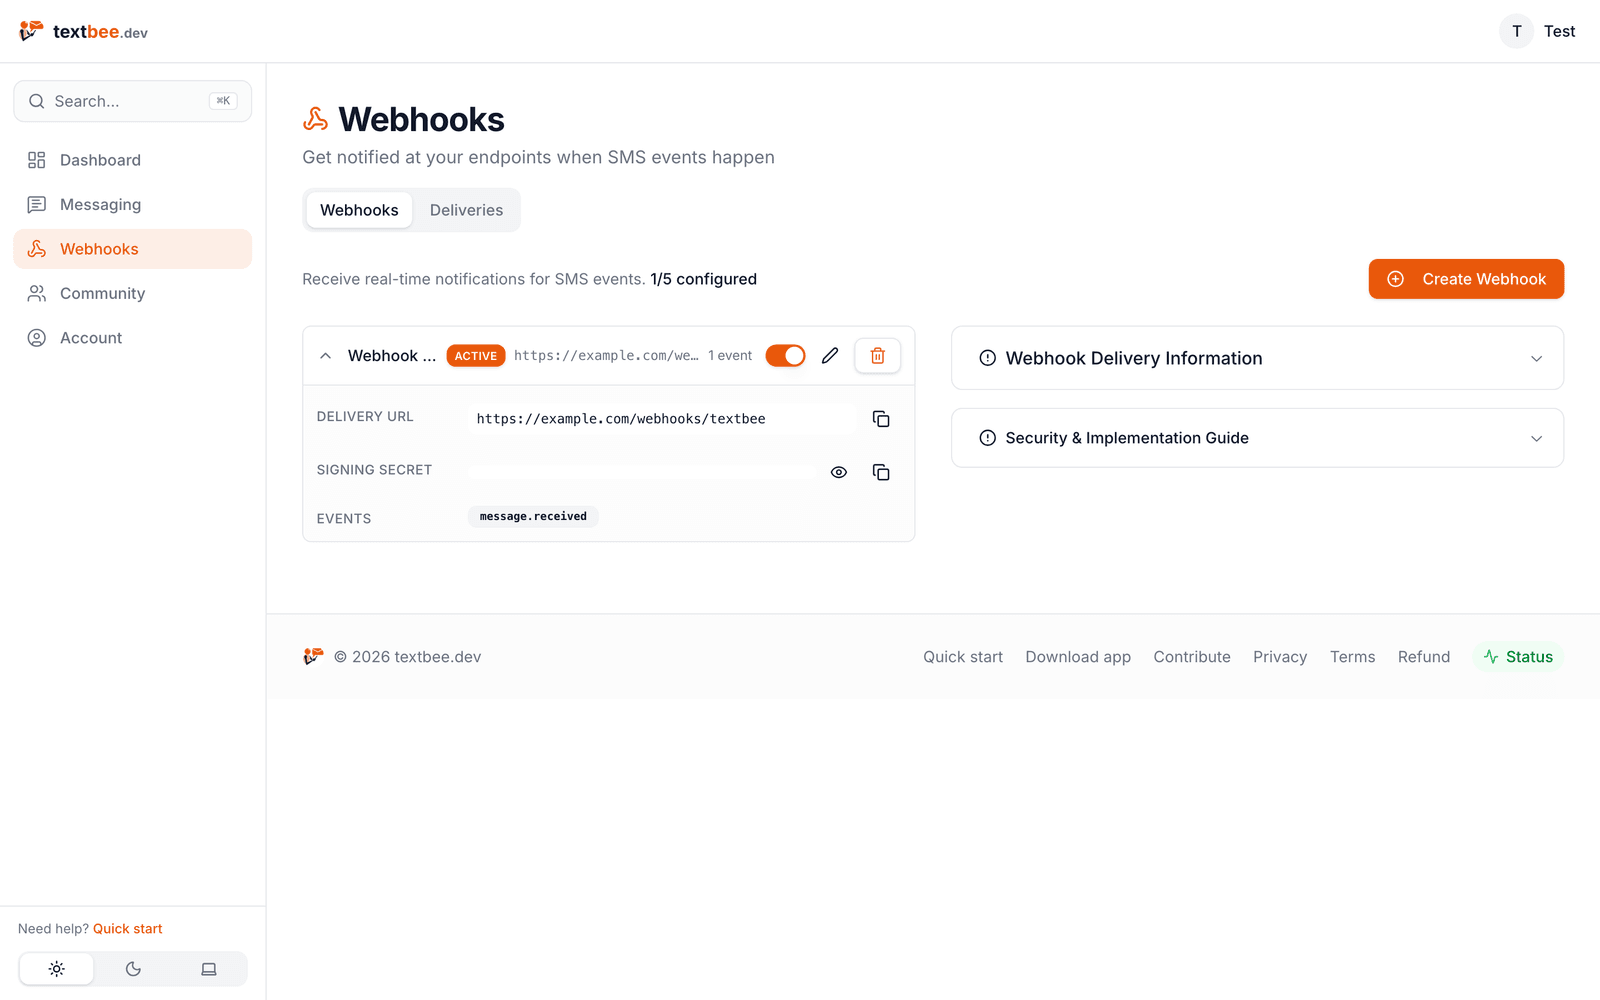 textbee.dev
T Test
Search... ⌘K
Dashboard
Messaging
Webhooks
Community
Account
Webhooks
Get notified at your endpoints when SMS events happen
Webhooks Deliveries
Receive real-time notifications for SMS events. 1/5 configured
Create Webhook
Webhook ... ACTIVE https://example.com/we… 1 event
DELIVERY URL https://example.com/webhooks/textbee
SIGNING SECRET
EVENTS message.received
Webhook Delivery Information
Security & Implementation Guide
© 2026 textbee.dev
Quick start Download app Contribute Privacy Terms Refund Status
Need help? Quick start